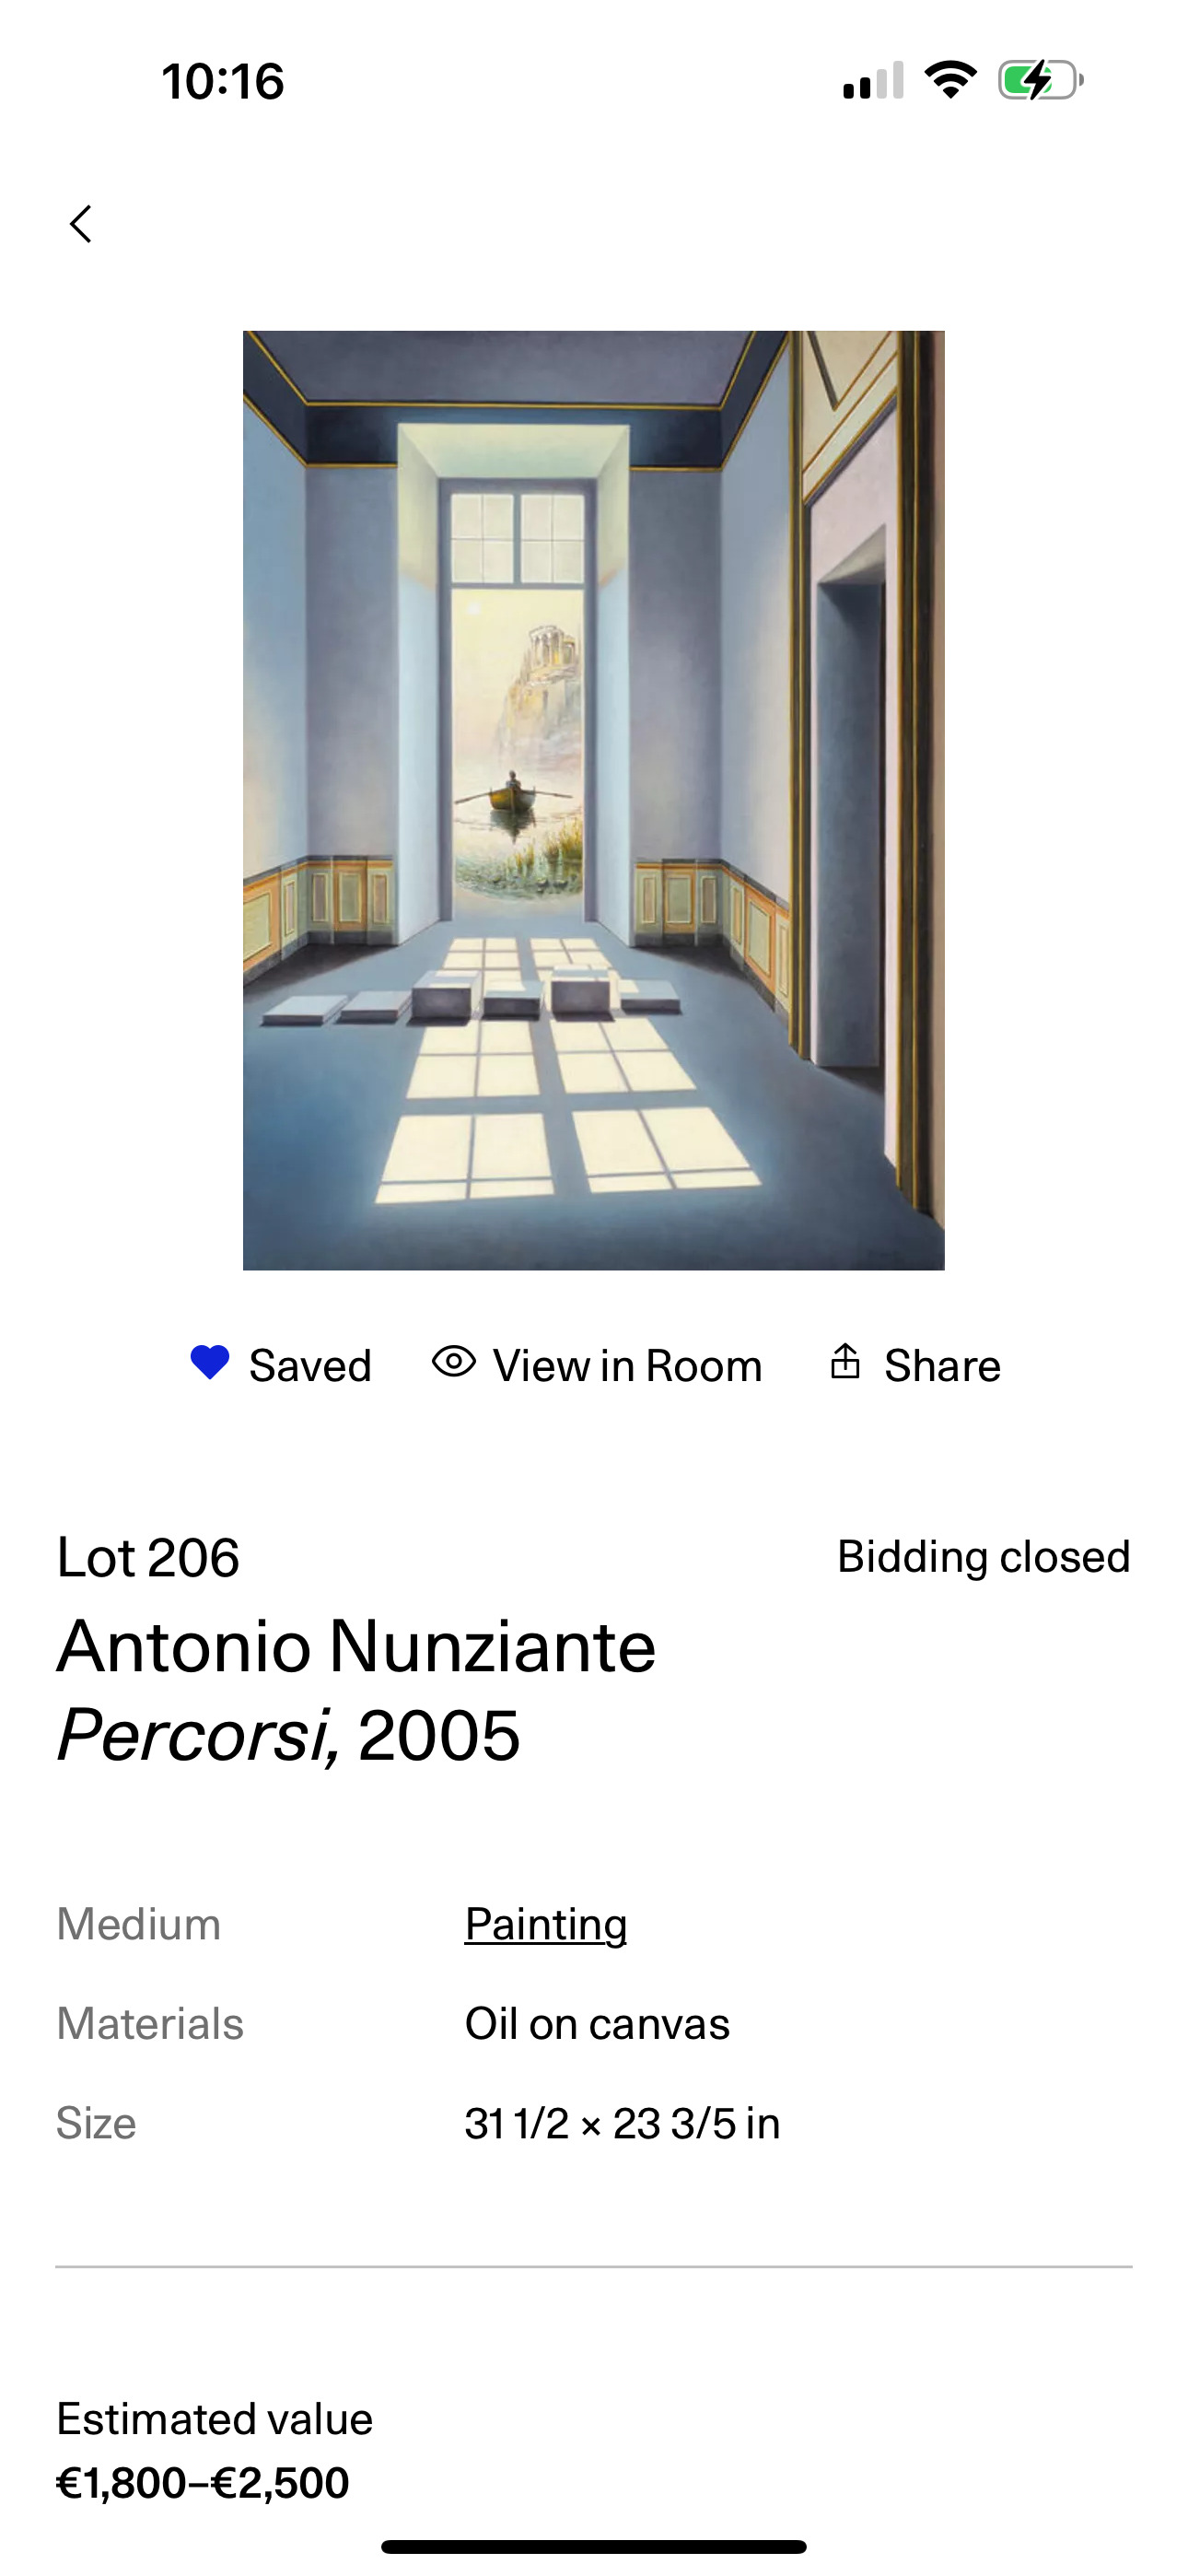 10:16
Saved View in Room Share
Lot 206 Bidding closed
Antonio Nunziante
Percorsi, 2005
Medium Painting
Materials Oil on canvas
Size 31 1/2 × 23 3/5 in
Estimated value
€1,800–€2,500